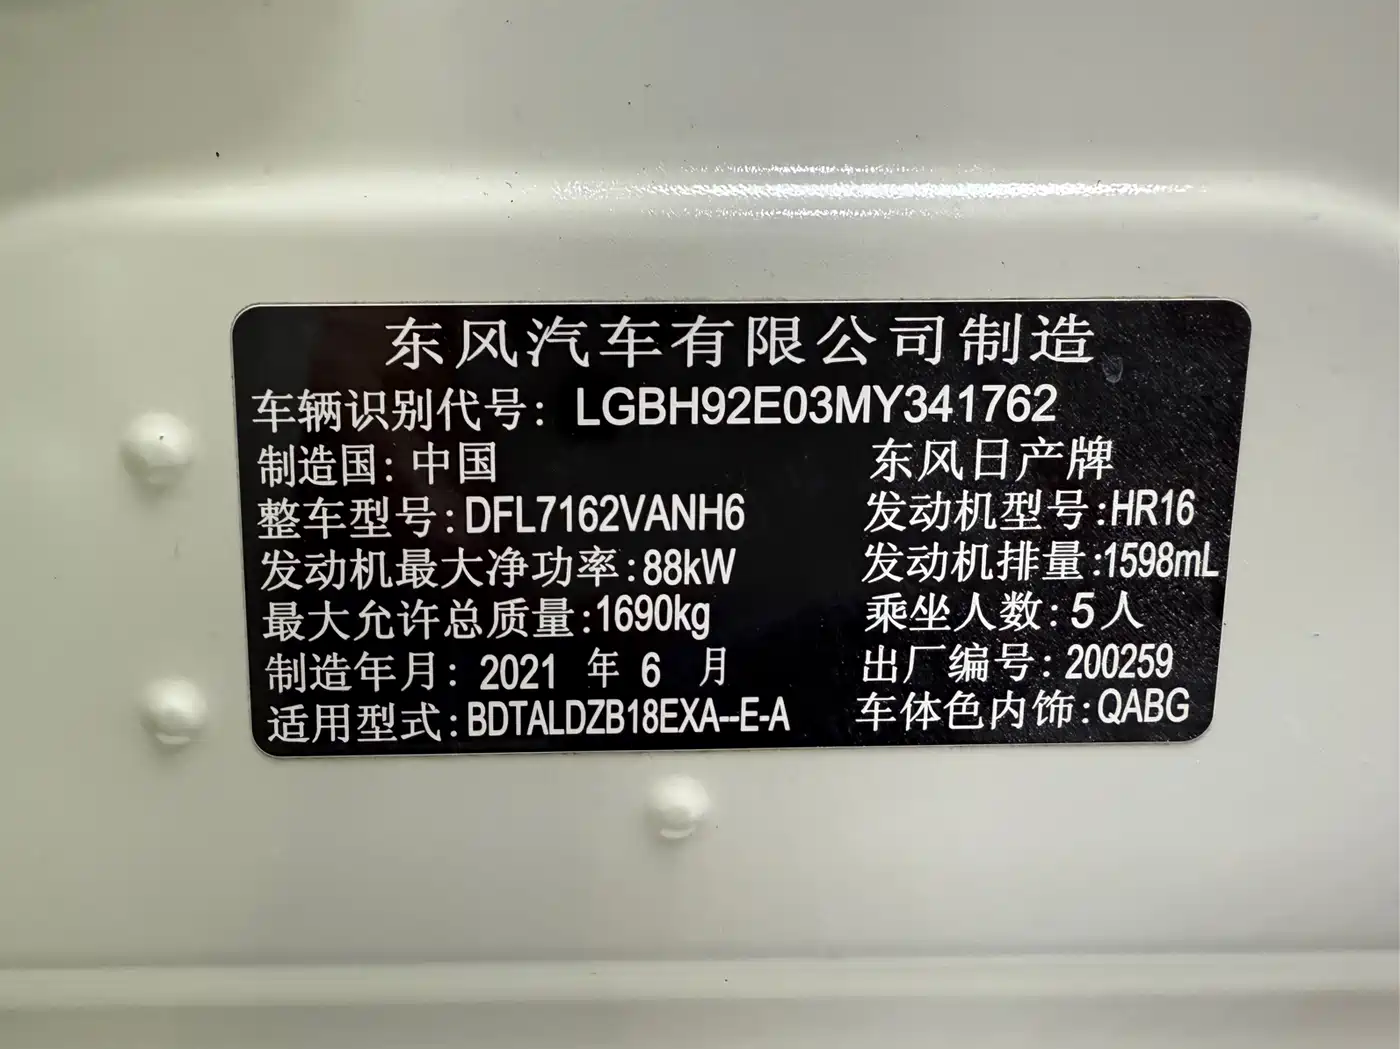 东风汽车有限公司制造
车辆识别代号: LGBH92E03MY341762
制造国: 中国 东风日产牌
整车型号:DFL7162VANH6 发动机型号:HR16
发动机最大净功率:88kW 发动机排量:1598mL
最大允许总质量:1690kg 乘坐人数: 5人
制造年月: 2021 年 6 月 出厂编号: 200259
适用型式:BDTALDZB18EXA--E-A 车体色内饰:QABG